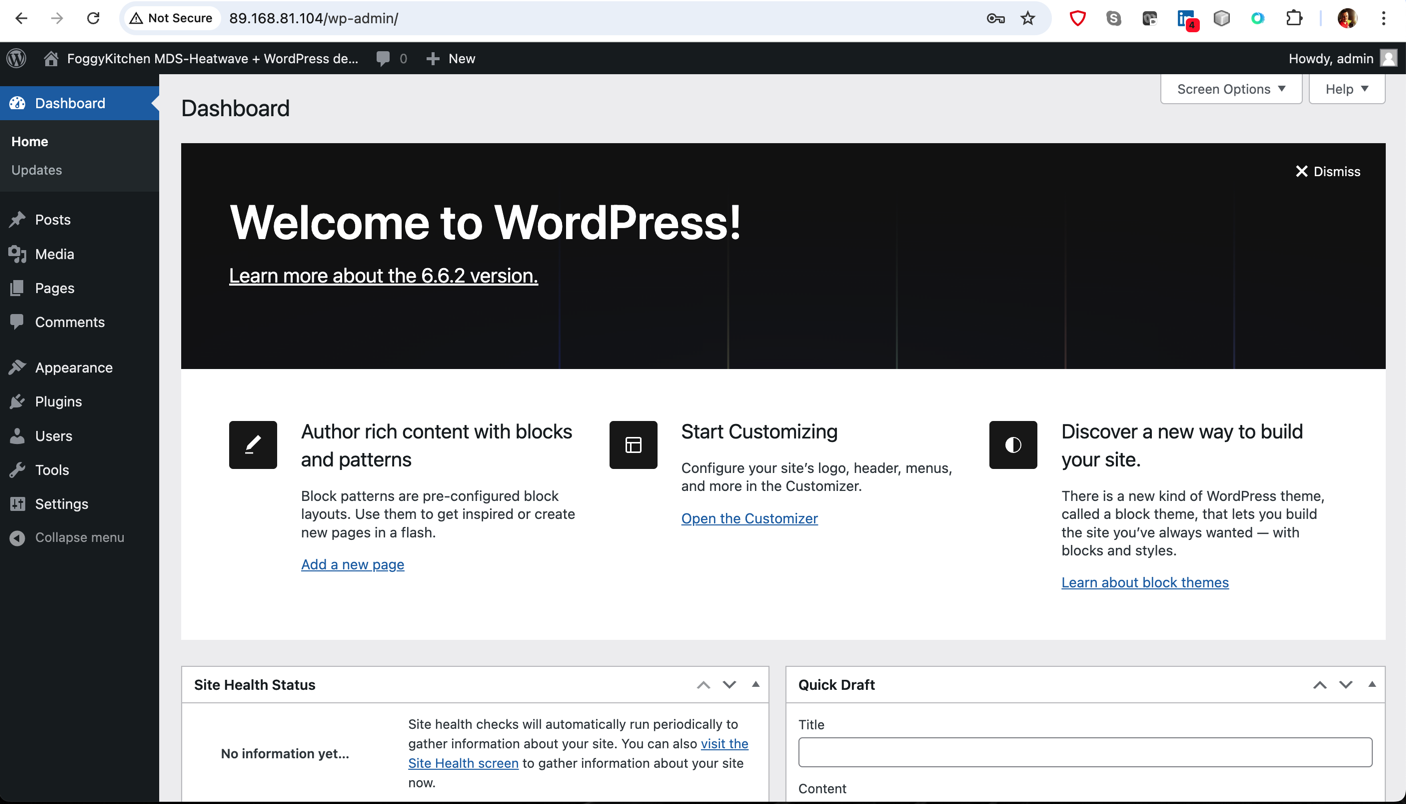 Not Secure 89.168.81.104/wp-admin/
4
FoggyKitchen MDS-Heatwave + WordPress de... 0 New Howdy, admin
Dashboard
Home
Updates
Posts
Media
Pages
Comments
Appearance
Plugins
Users
Tools
Settings
Collapse menu
Screen Options Help
Dashboard
Dismiss
Welcome to WordPress!
Learn more about the 6.6.2 version.
Author rich content with blocks
and patterns
Block patterns are pre-configured block
layouts. Use them to get inspired or create
new pages in a flash.
Add a new page
Start Customizing
Configure your site's logo, header, menus,
and more in the Customizer.
Open the Customizer
Discover a new way to build
your site.
There is a new kind of WordPress theme,
called a block theme, that lets you build
the site you've always wanted — with
blocks and styles.
Learn about block themes
Site Health Status
No information yet...
Site health checks will automatically run periodically to
gather information about your site. You can also visit the
Site Health screen to gather information about your site
now.
Quick Draft
Title
Content